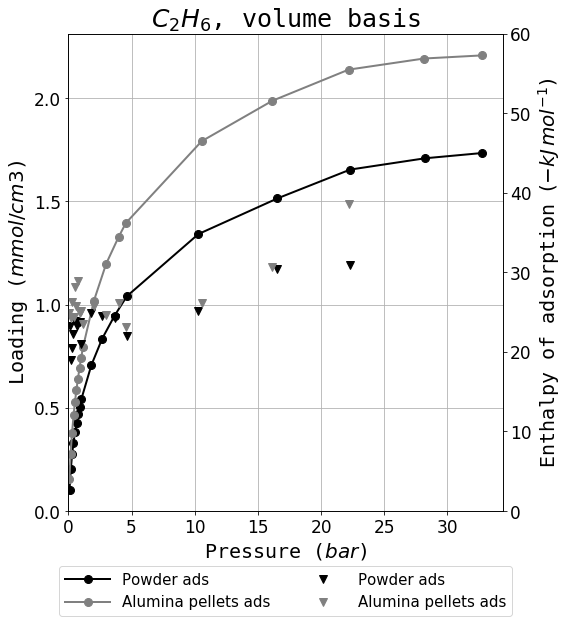 C₂H₆, volume basis
Loading (mmol/cm3)
2.0
1.5
1.0
0.5
0.0
60
50
40
30
20
10
0
0 5 10 15 20 25 30
Pressure (bar)
Enthalpy of adsorption (−kJ mol⁻¹)
Powder ads Powder ads
Alumina pellets ads Alumina pellets ads